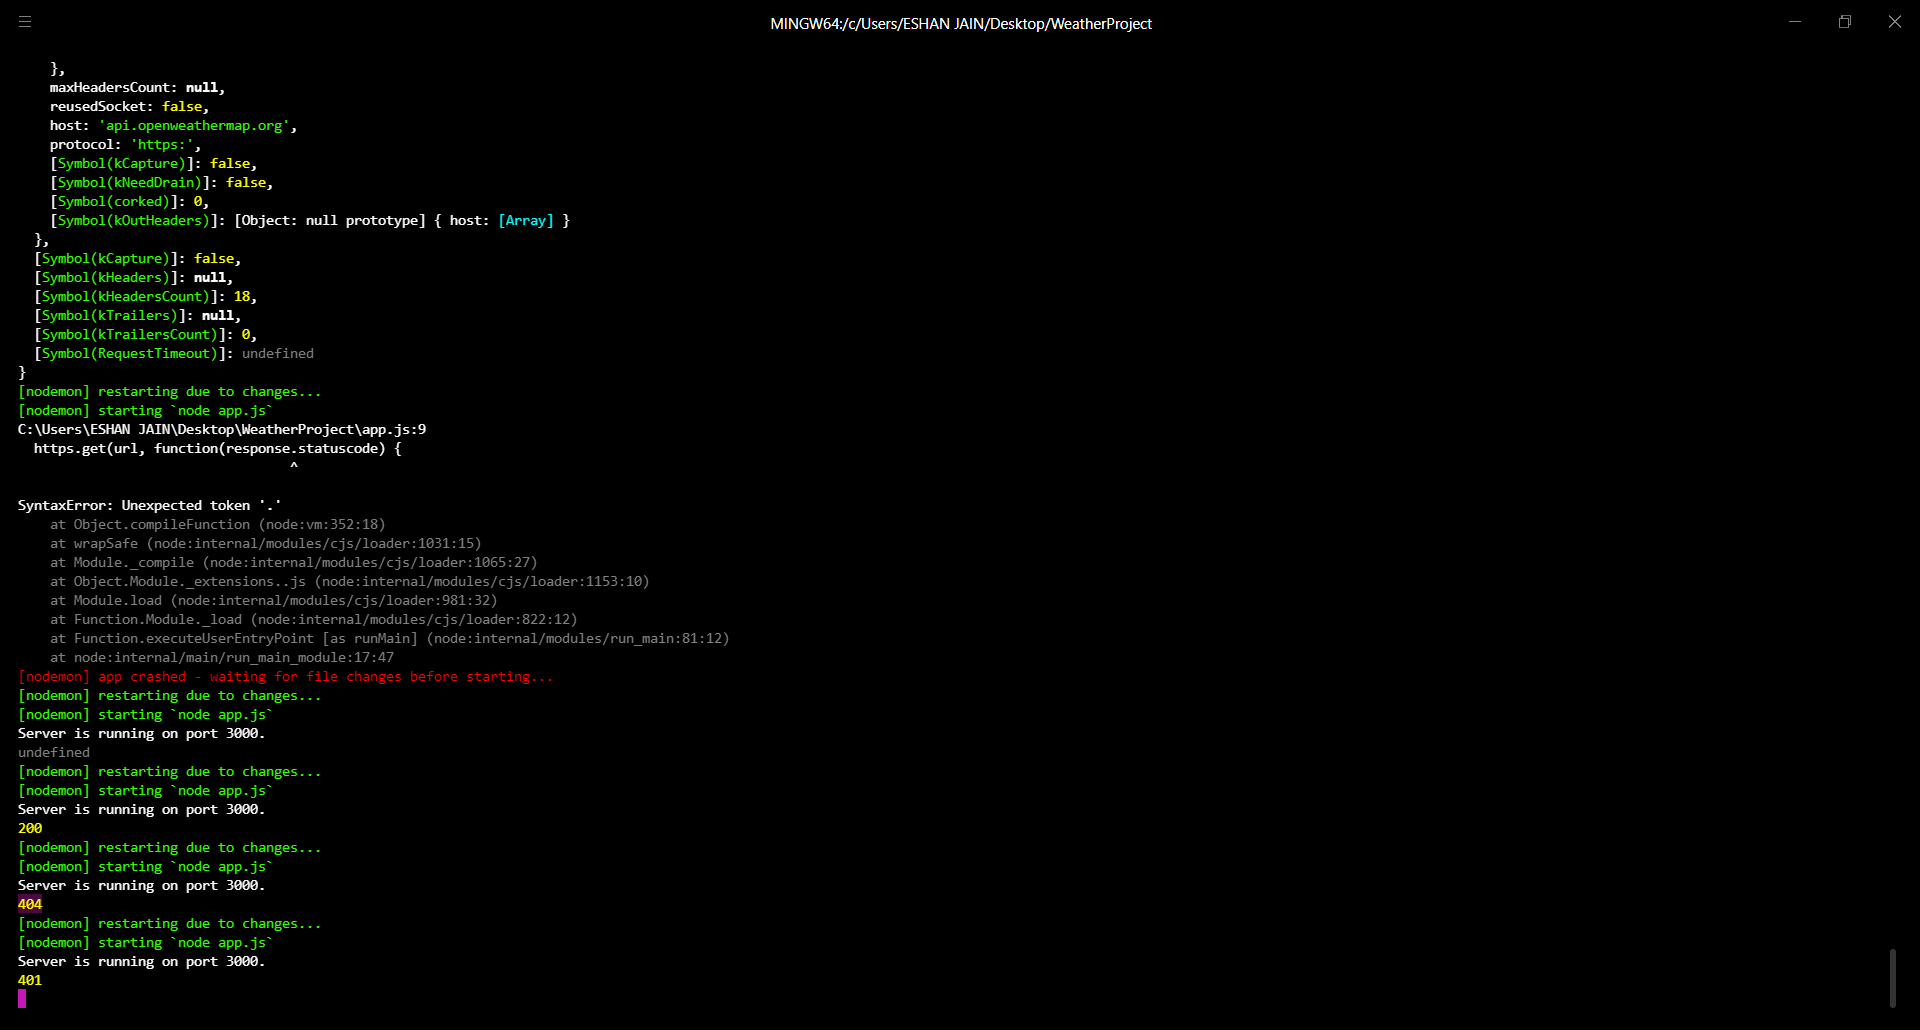 MINGW64:/c/Users/ESHAN JAIN/Desktop/WeatherProject
    },
    maxHeadersCount: null,
    reusedSocket: false,
    host: 'api.openweathermap.org',
    protocol: 'https:',
    [Symbol(kCapture)]: false,
    [Symbol(kNeedDrain)]: false,
    [Symbol(corked)]: 0,
    [Symbol(kOutHeaders)]: [Object: null prototype] { host: [Array] }
  },
  [Symbol(kCapture)]: false,
  [Symbol(kHeaders)]: null,
  [Symbol(kHeadersCount)]: 18,
  [Symbol(kTrailers)]: null,
  [Symbol(kTrailersCount)]: 0,
  [Symbol(RequestTimeout)]: undefined
}
[nodemon] restarting due to changes...
[nodemon] starting `node app.js`
C:\Users\ESHAN JAIN\Desktop\WeatherProject\app.js:9
  https.get(url, function(response.statuscode) {
                                  ^
SyntaxError: Unexpected token '.'
    at Object.compileFunction (node:vm:352:18)
    at wrapSafe (node:internal/modules/cjs/loader:1031:15)
    at Module._compile (node:internal/modules/cjs/loader:1065:27)
    at Object.Module._extensions..js (node:internal/modules/cjs/loader:1153:10)
    at Module.load (node:internal/modules/cjs/loader:981:32)
    at Function.Module._load (node:internal/modules/cjs/loader:822:12)
    at Function.executeUserEntryPoint [as runMain] (node:internal/modules/run_main:81:12)
    at node:internal/main/run_main_module:17:47
[nodemon] app crashed - waiting for file changes before starting...
[nodemon] restarting due to changes...
[nodemon] starting `node app.js`
Server is running on port 3000.
undefined
[nodemon] restarting due to changes...
[nodemon] starting `node app.js`
Server is running on port 3000.
200
[nodemon] restarting due to changes...
[nodemon] starting `node app.js`
Server is running on port 3000.
404
[nodemon] restarting due to changes...
[nodemon] starting `node app.js`
Server is running on port 3000.
401